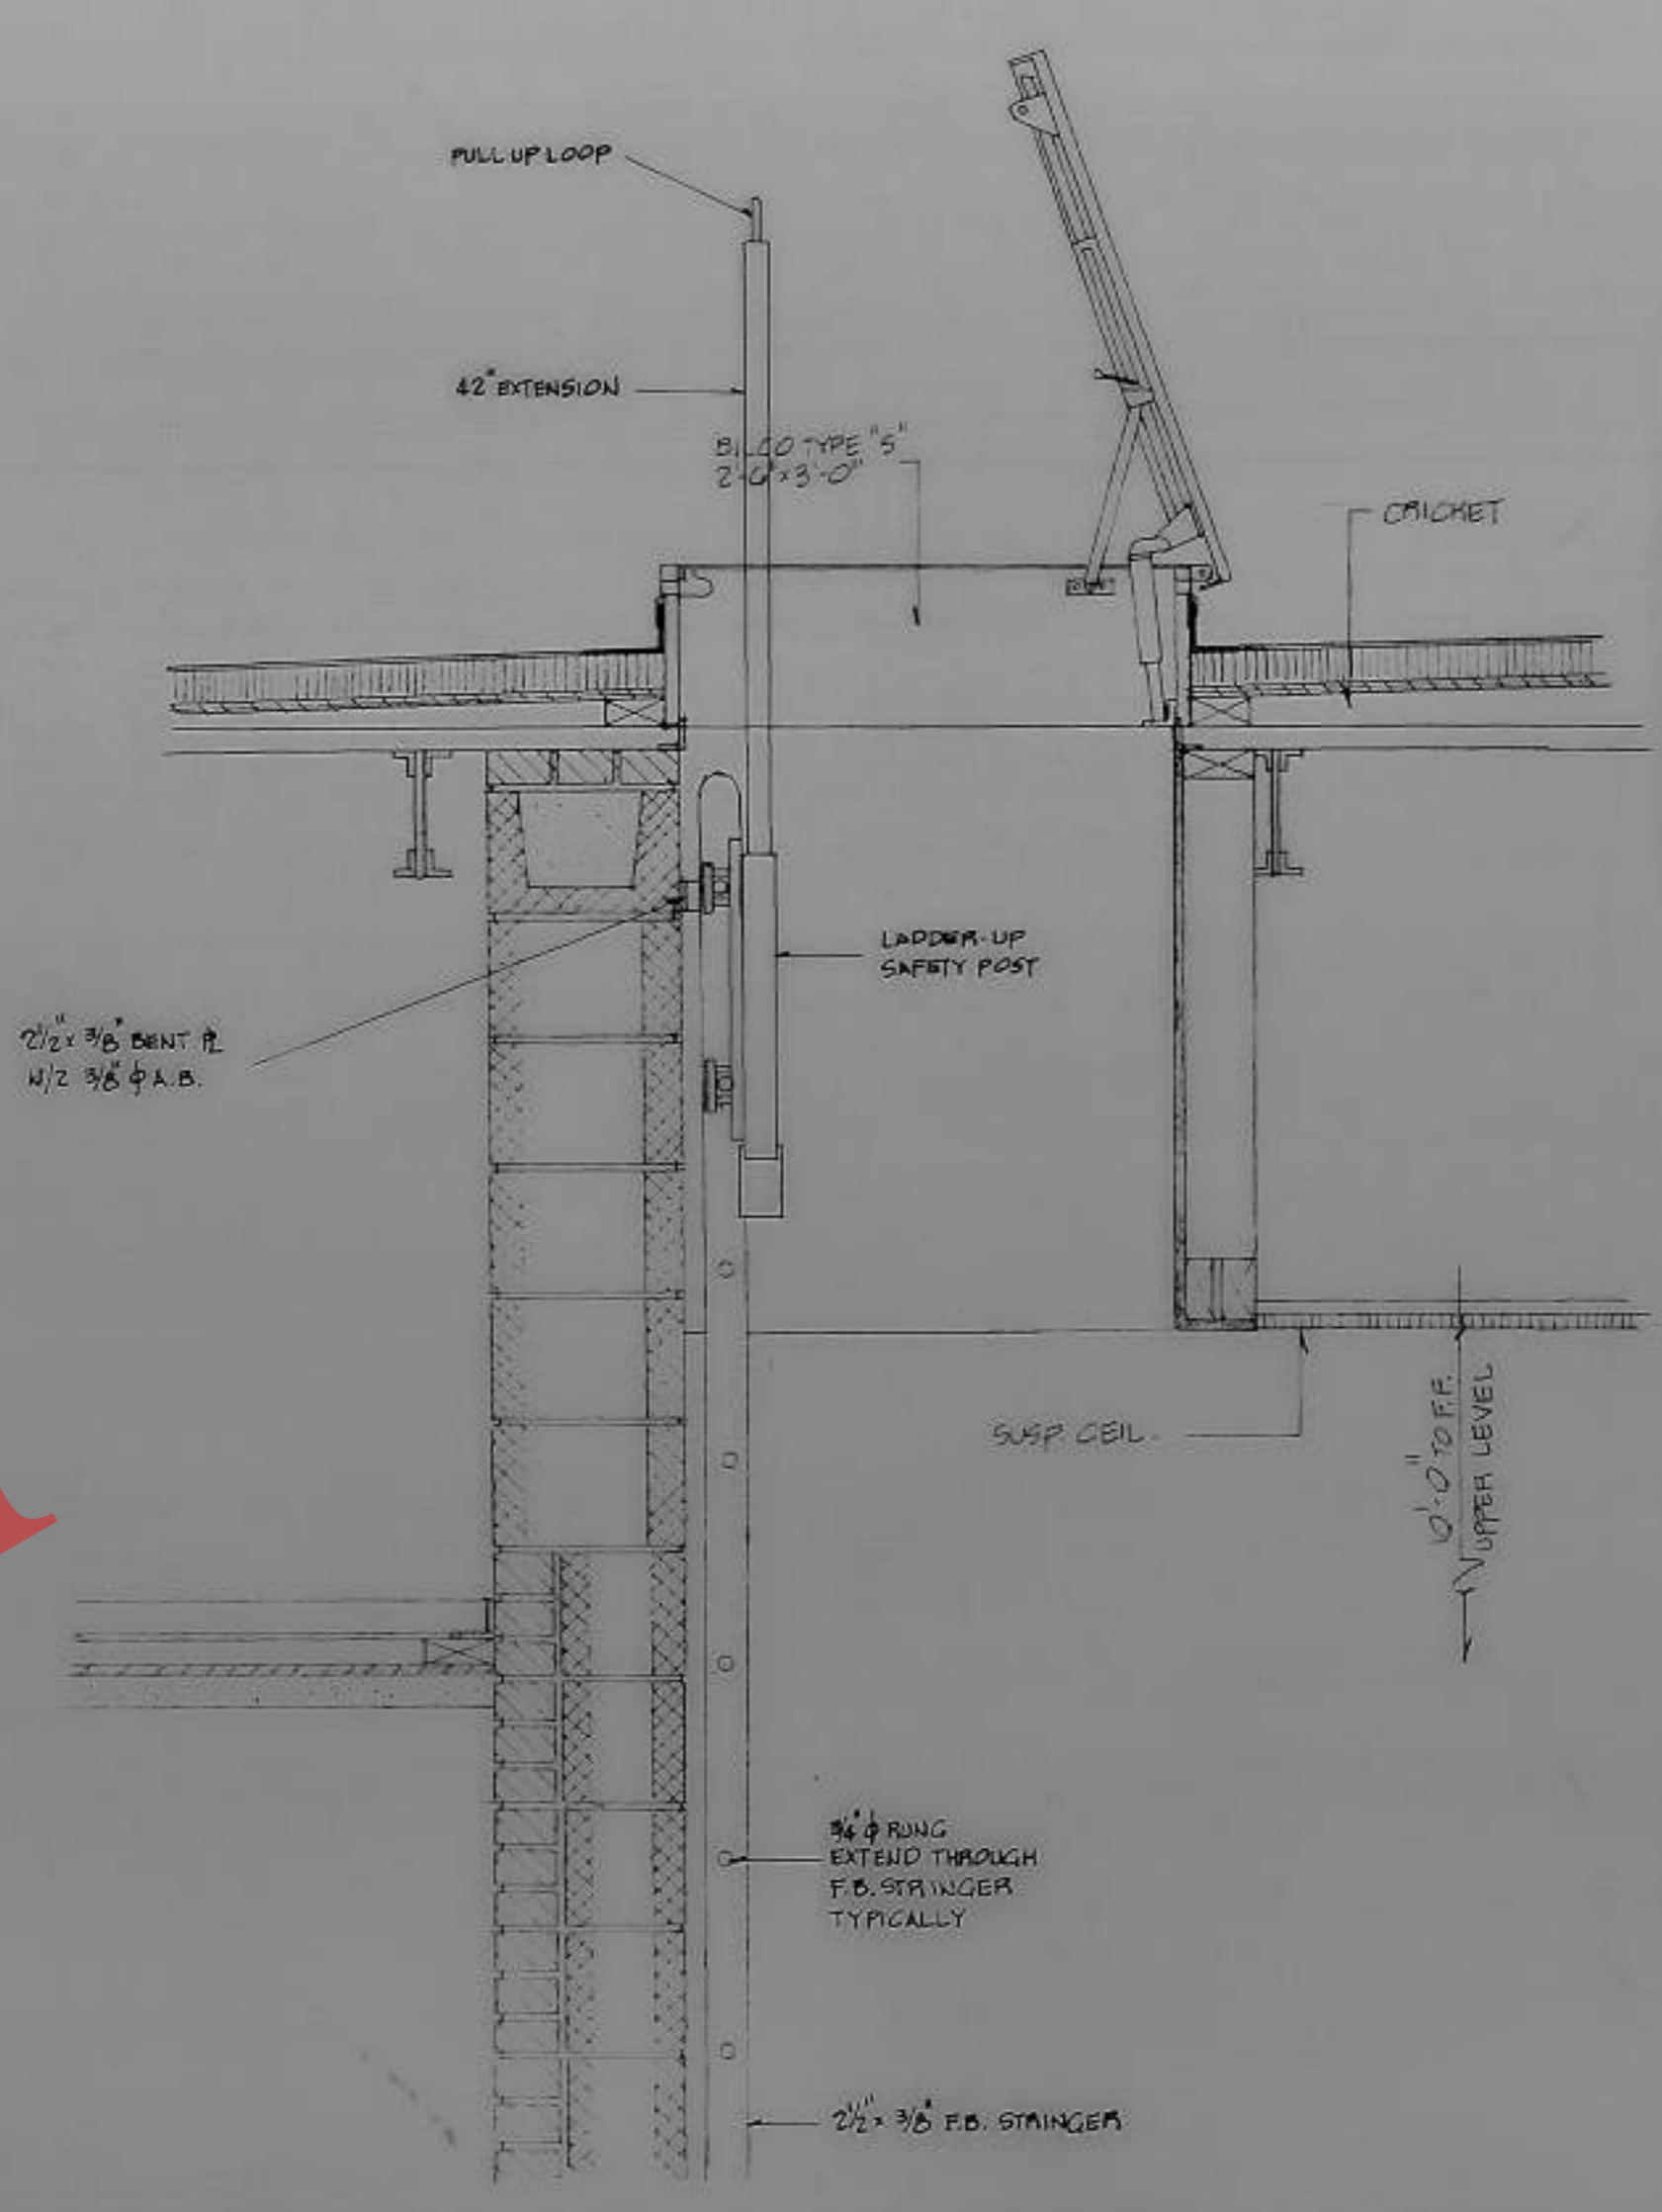 PULL UP LOOP
42" EXTENSION
BILCO TYPE "S"
2'-6" x 3'-0"
CRICKET
LADDER-UP
SAFETY POST
2½" x 3/8" BENT PL
W/2 3/8" ϕ A.B.
SUSP. CEIL.
TO F.F.
UPPER LEVEL
3/4" ϕ RUNG
EXTEND THROUGH
F.B. STRINGER
TYPICALLY
2½" x 3/8" F.B. STRINGER